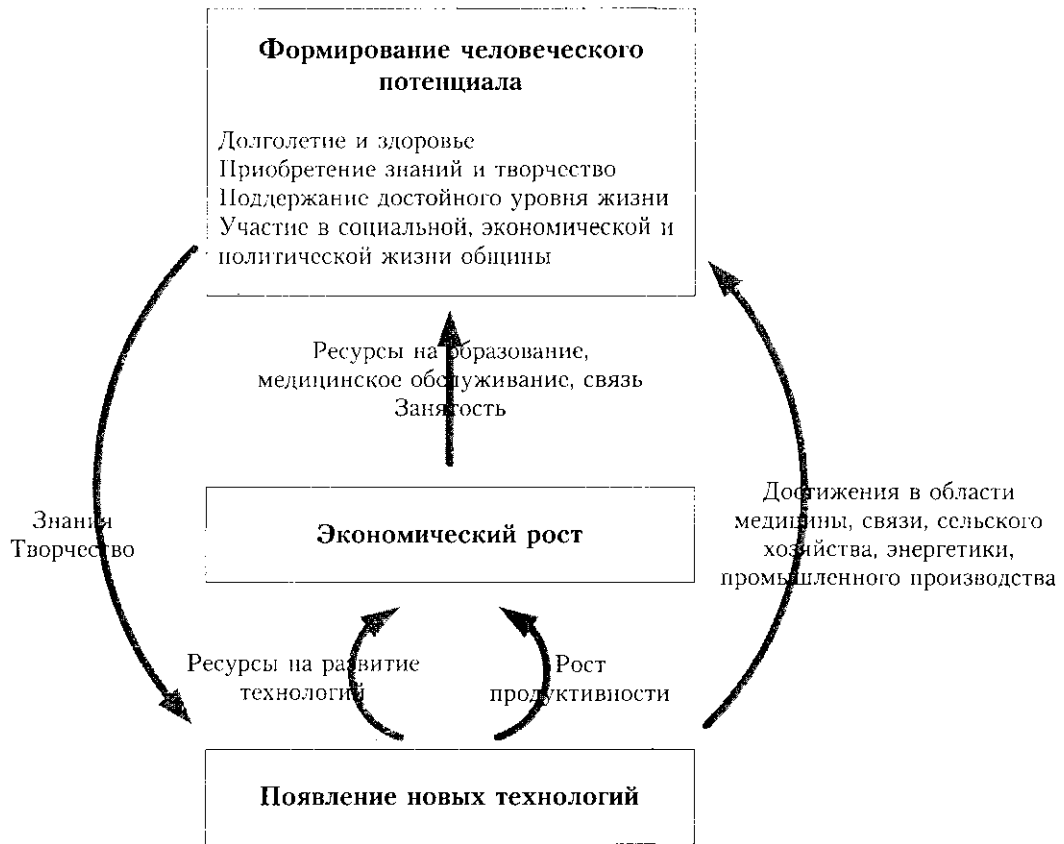 Формирование человеческого
потенциала
Долголетие и здоровье
Приобретение знаний и творчество
Поддержание достойного уровня жизни
Участие в социальной, экономической и
политической жизни общины
Ресурсы на образование,
медицинское обслуживание, связь
Занятость
Знания
Творчество
Экономический рост
Достижения в области
медицины, связи, сельского
хозяйства, энергетики,
промышленного производства
Ресурсы на развитие
технологий
Рост
продуктивности
Появление новых технологий